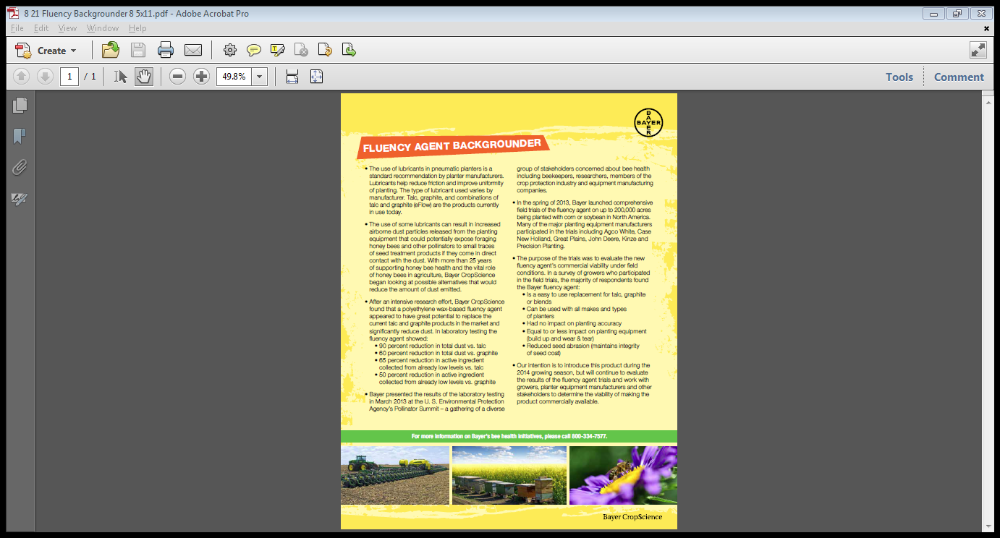 8 21 Fluency Backgrounder 8 5x11.pdf - Adobe Acrobat Pro
File Edit View Window Help
Create
1 / 1
49.8%
Tools
Comment
BAYER
BAYER
FLUENCY AGENT BACKGROUNDER
• The use of lubricants in pneumatic planters is a
standard recommendation by planter manufacturers.
Lubricants help reduce friction and improve uniformity
of planting. The type of lubricant used varies by
manufacturer. Talc, graphite, and combinations of
talc and graphite (eFlow) are the products currently
in use today.
• The use of some lubricants can result in increased
airborne dust particles released from the planting
equipment that could potentially expose foraging
honey bees and other pollinators to small traces
of seed treatment products if they come in direct
contact with the dust. With more than 25 years
of supporting honey bee health and the vital role
of honey bees in agriculture, Bayer CropScience
began looking at possible alternatives that would
reduce the amount of dust emitted.
• After an intensive research effort, Bayer CropScience
found that a polyethylene wax-based fluency agent
appeared to have great potential to replace the
current talc and graphite products in the market and
significantly reduce dust. In laboratory testing the
fluency agent showed:
• 90 percent reduction in total dust vs. talc
• 60 percent reduction in total dust vs. graphite
• 65 percent reduction in active ingredient
collected from already low levels vs. talc
• 50 percent reduction in active ingredient
collected from already low levels vs. graphite
• Bayer presented the results of the laboratory testing
in March 2013 at the U. S. Environmental Protection
Agency's Pollinator Summit – a gathering of a diverse
group of stakeholders concerned about bee health
including beekeepers, researchers, members of the
crop protection industry and equipment manufacturing
companies.
• In the spring of 2013, Bayer launched comprehensive
field trials of the fluency agent on up to 200,000 acres
being planted with corn or soybean in North America.
Many of the major planting equipment manufacturers
participated in the trials including Agco White, Case
New Holland, Great Plains, John Deere, Kinze and
Precision Planting.
• The purpose of the trials was to evaluate the new
fluency agent's commercial viability under field
conditions. In a survey of growers who participated
in the field trials, the majority of respondents found
the Bayer fluency agent:
• Is a easy to use replacement for talc, graphite
or blends
• Can be used with all makes and types
of planters
• Had no impact on planting accuracy
• Equal to or less impact on planting equipment
(build up and wear & tear)
• Reduced seed abrasion (maintains integrity
of seed coat)
• Our intention is to introduce this product during the
2014 growing season, but will continue to evaluate
the results of the fluency agent trials and work with
growers, planter equipment manufacturers and other
stakeholders to determine the viability of making the
product commercially available.
For more information on Bayer's bee health initiatives, please call 800-334-7577.
Bayer CropScience